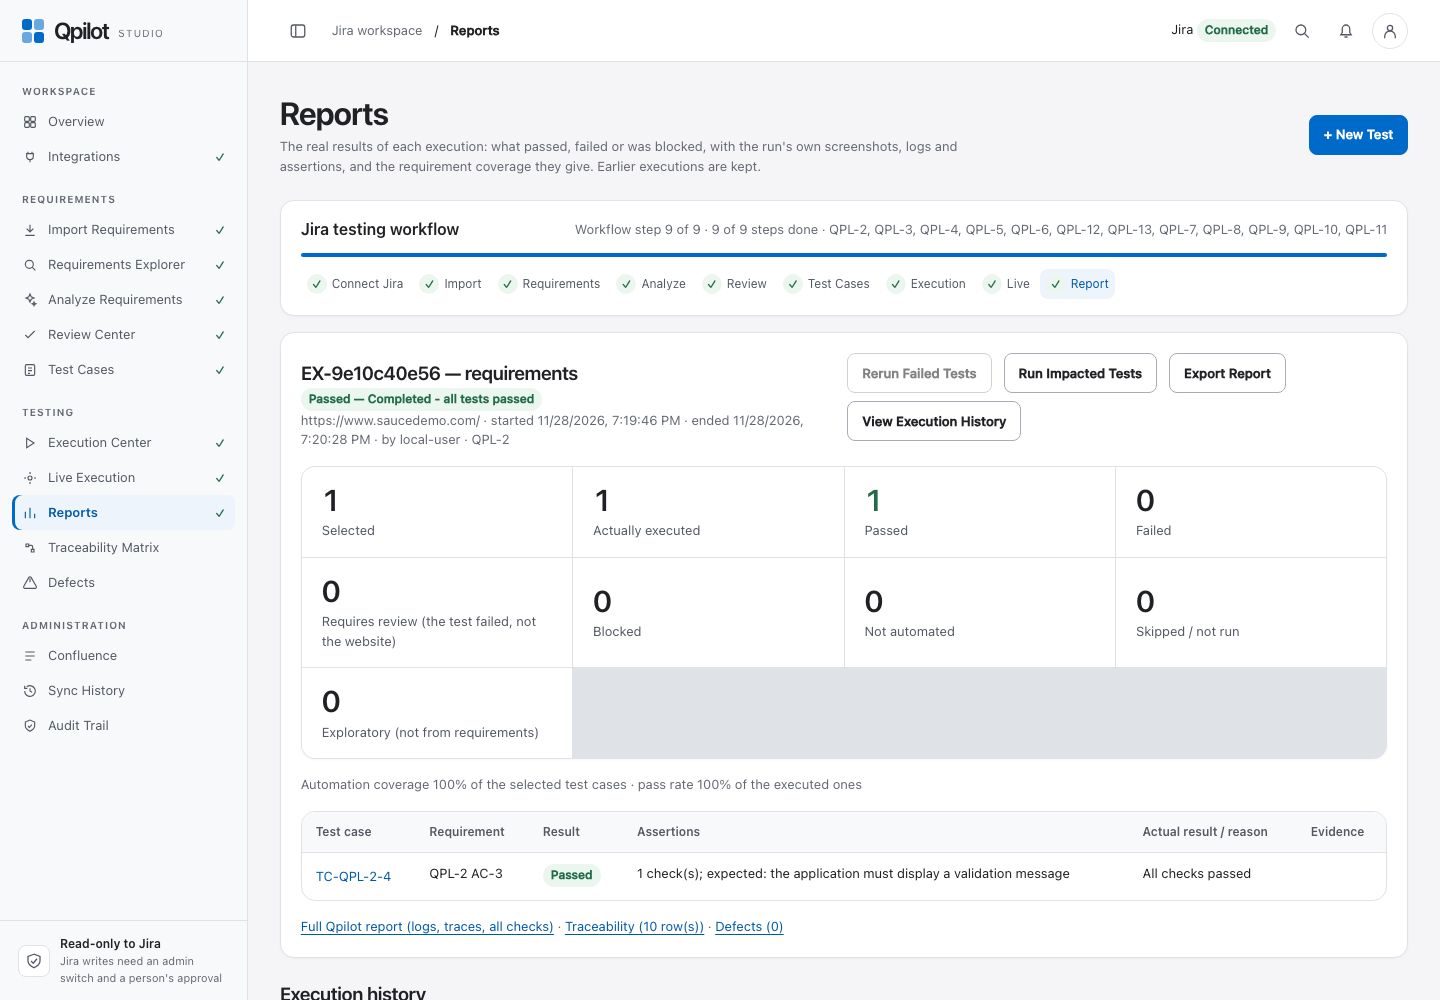 Qpilot STUDIO
Jira workspace / Reports
Jira Connected
WORKSPACE
Overview
Integrations
REQUIREMENTS
Import Requirements
Requirements Explorer
Analyze Requirements
Review Center
Test Cases
TESTING
Execution Center
Live Execution
Reports
Traceability Matrix
Defects
ADMINISTRATION
Confluence
Sync History
Audit Trail
Read-only to Jira
Jira writes need an admin
switch and a person's approval
Reports
The real results of each execution: what passed, failed or was blocked, with the run's own screenshots, logs and
assertions, and the requirement coverage they give. Earlier executions are kept.
+ New Test
Jira testing workflow
Workflow step 9 of 9 · 9 of 9 steps done · QPL-2, QPL-3, QPL-4, QPL-5, QPL-6, QPL-12, QPL-13, QPL-7, QPL-8, QPL-9, QPL-10, QPL-11
Connect Jira Import Requirements Analyze Review Test Cases Execution Live Report
EX-9e10c40e56 — requirements
Passed — Completed - all tests passed
https://www.saucedemo.com/ · started 11/28/2026, 7:19:46 PM · ended 11/28/2026,
7:20:28 PM · by local-user · QPL-2
Rerun Failed Tests Run Impacted Tests Export Report
View Execution History
1 1 1 0
Selected Actually executed Passed Failed
0 0 0 0
Requires review (the test failed, not
the website)
Blocked Not automated Skipped / not run
0
Exploratory (not from requirements)
Automation coverage 100% of the selected test cases · pass rate 100% of the executed ones
Test case Requirement Result Assertions Actual result / reason Evidence
TC-QPL-2-4 QPL-2 AC-3 Passed 1 check(s); expected: the application must display a validation message All checks passed
Full Qpilot report (logs, traces, all checks) · Traceability (10 row(s)) · Defects (0)
Execution history